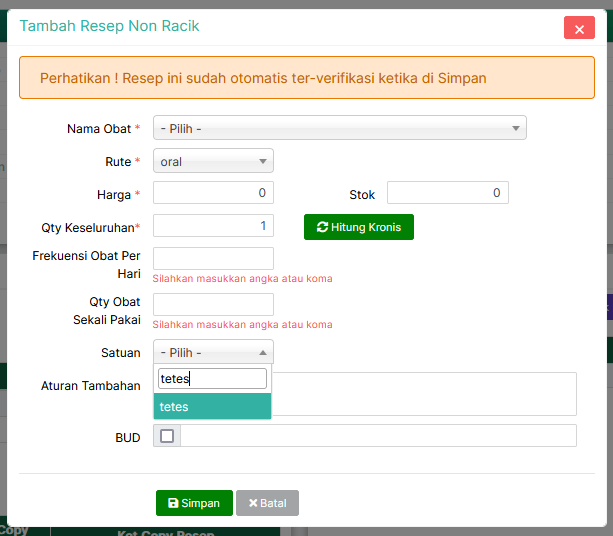 Tambah Resep Non Racik
×
Perhatikan ! Resep ini sudah otomatis ter-verifikasi ketika di Simpan
Nama Obat * - Pilih -
Rute * oral
Harga * 0 Stok 0
Qty Keseluruhan* 1 Hitung Kronis
Frekuensi Obat Per
Hari
Silahkan masukkan angka atau koma
Qty Obat
Sekali Pakai
Silahkan masukkan angka atau koma
Satuan - Pilih -
tetes
Aturan Tambahan
tetes
BUD
Simpan × Batal
Copy Ket Copy Resep